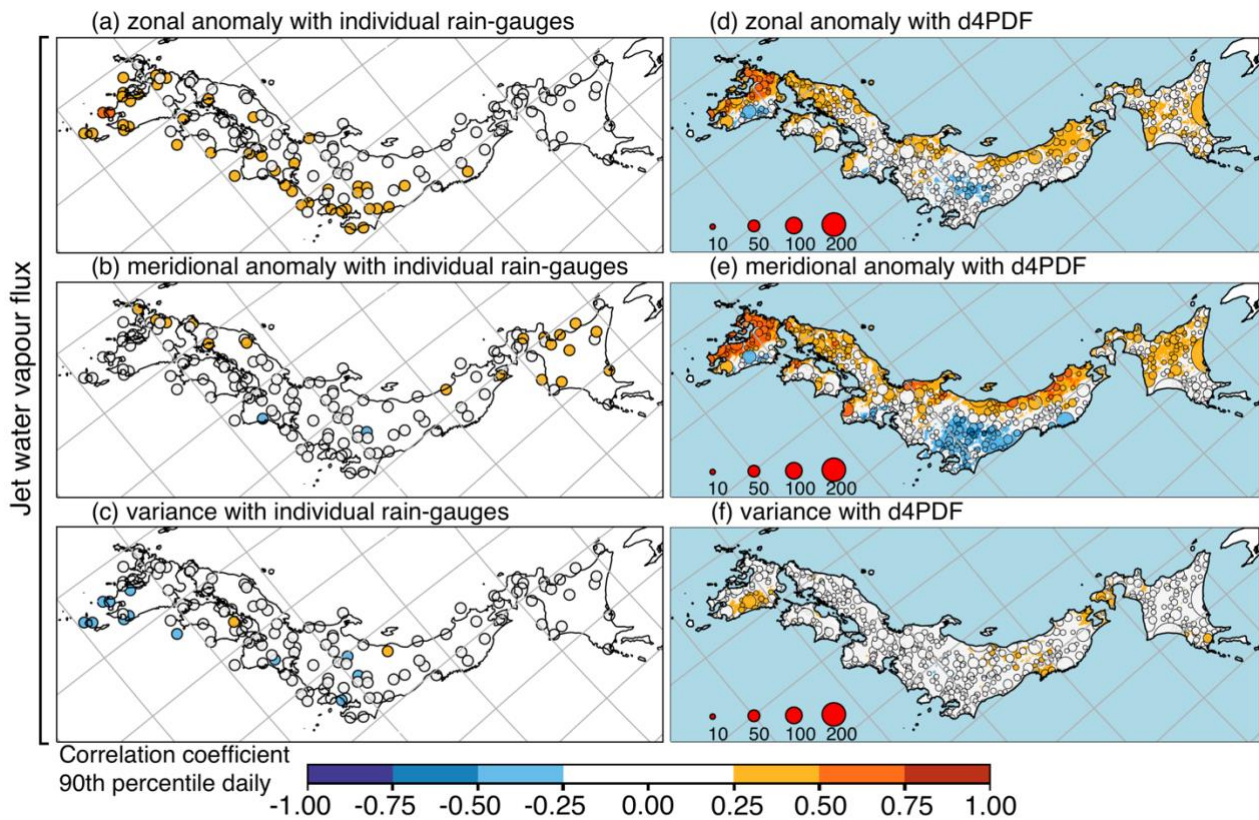 (a) zonal anomaly with individual rain-gauges
(d) zonal anomaly with d4PDF
10 50 100 200
(b) meridional anomaly with individual rain-gauges
(e) meridional anomaly with d4PDF
10 50 100 200
Jet water vapour flux
(c) variance with individual rain-gauges
(f) variance with d4PDF
10 50 100 200
Correlation coefficient
90th percentile daily
-1.00 -0.75 -0.50 -0.25 0.00 0.25 0.50 0.75 1.00